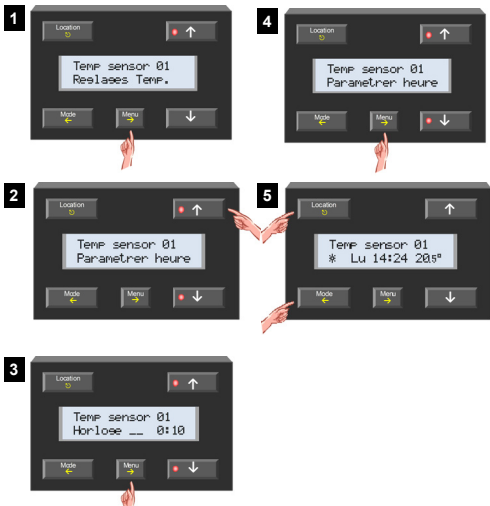 1
Location
↻
↑
Temp sensor 01
Reglages Temp.
Mode
←
Menu
→
↓
2
Location
↻
↑
Temp sensor 01
Parametrer heure
Mode
←
Menu
→
↓
3
Location
↻
↑
Temp sensor 01
Horloge __ 0:10
Mode
←
Menu
→
↓
4
Location
↻
↑
Temp sensor 01
Parametrer heure
Mode
←
Menu
→
↓
5
Location
↻
↑
Temp sensor 01
☀ Lu 14:24 20.5°
Mode
←
Menu
→
↓